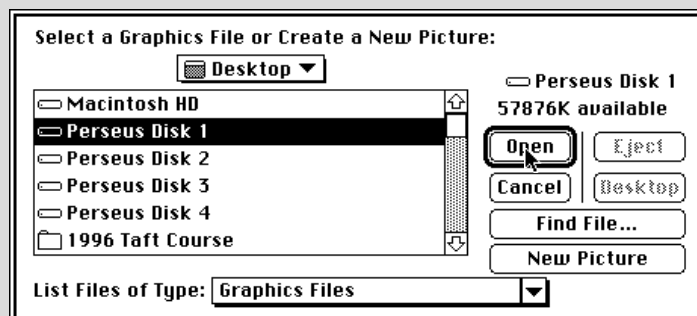 Select a Graphics File or Create a New Picture:
Desktop
Macintosh HD
Perseus Disk 1
Perseus Disk 2
Perseus Disk 3
Perseus Disk 4
1996 Taft Course
Perseus Disk 1
57876K available
Open
Eject
Cancel
Desktop
Find File...
New Picture
List Files of Type: Graphics Files